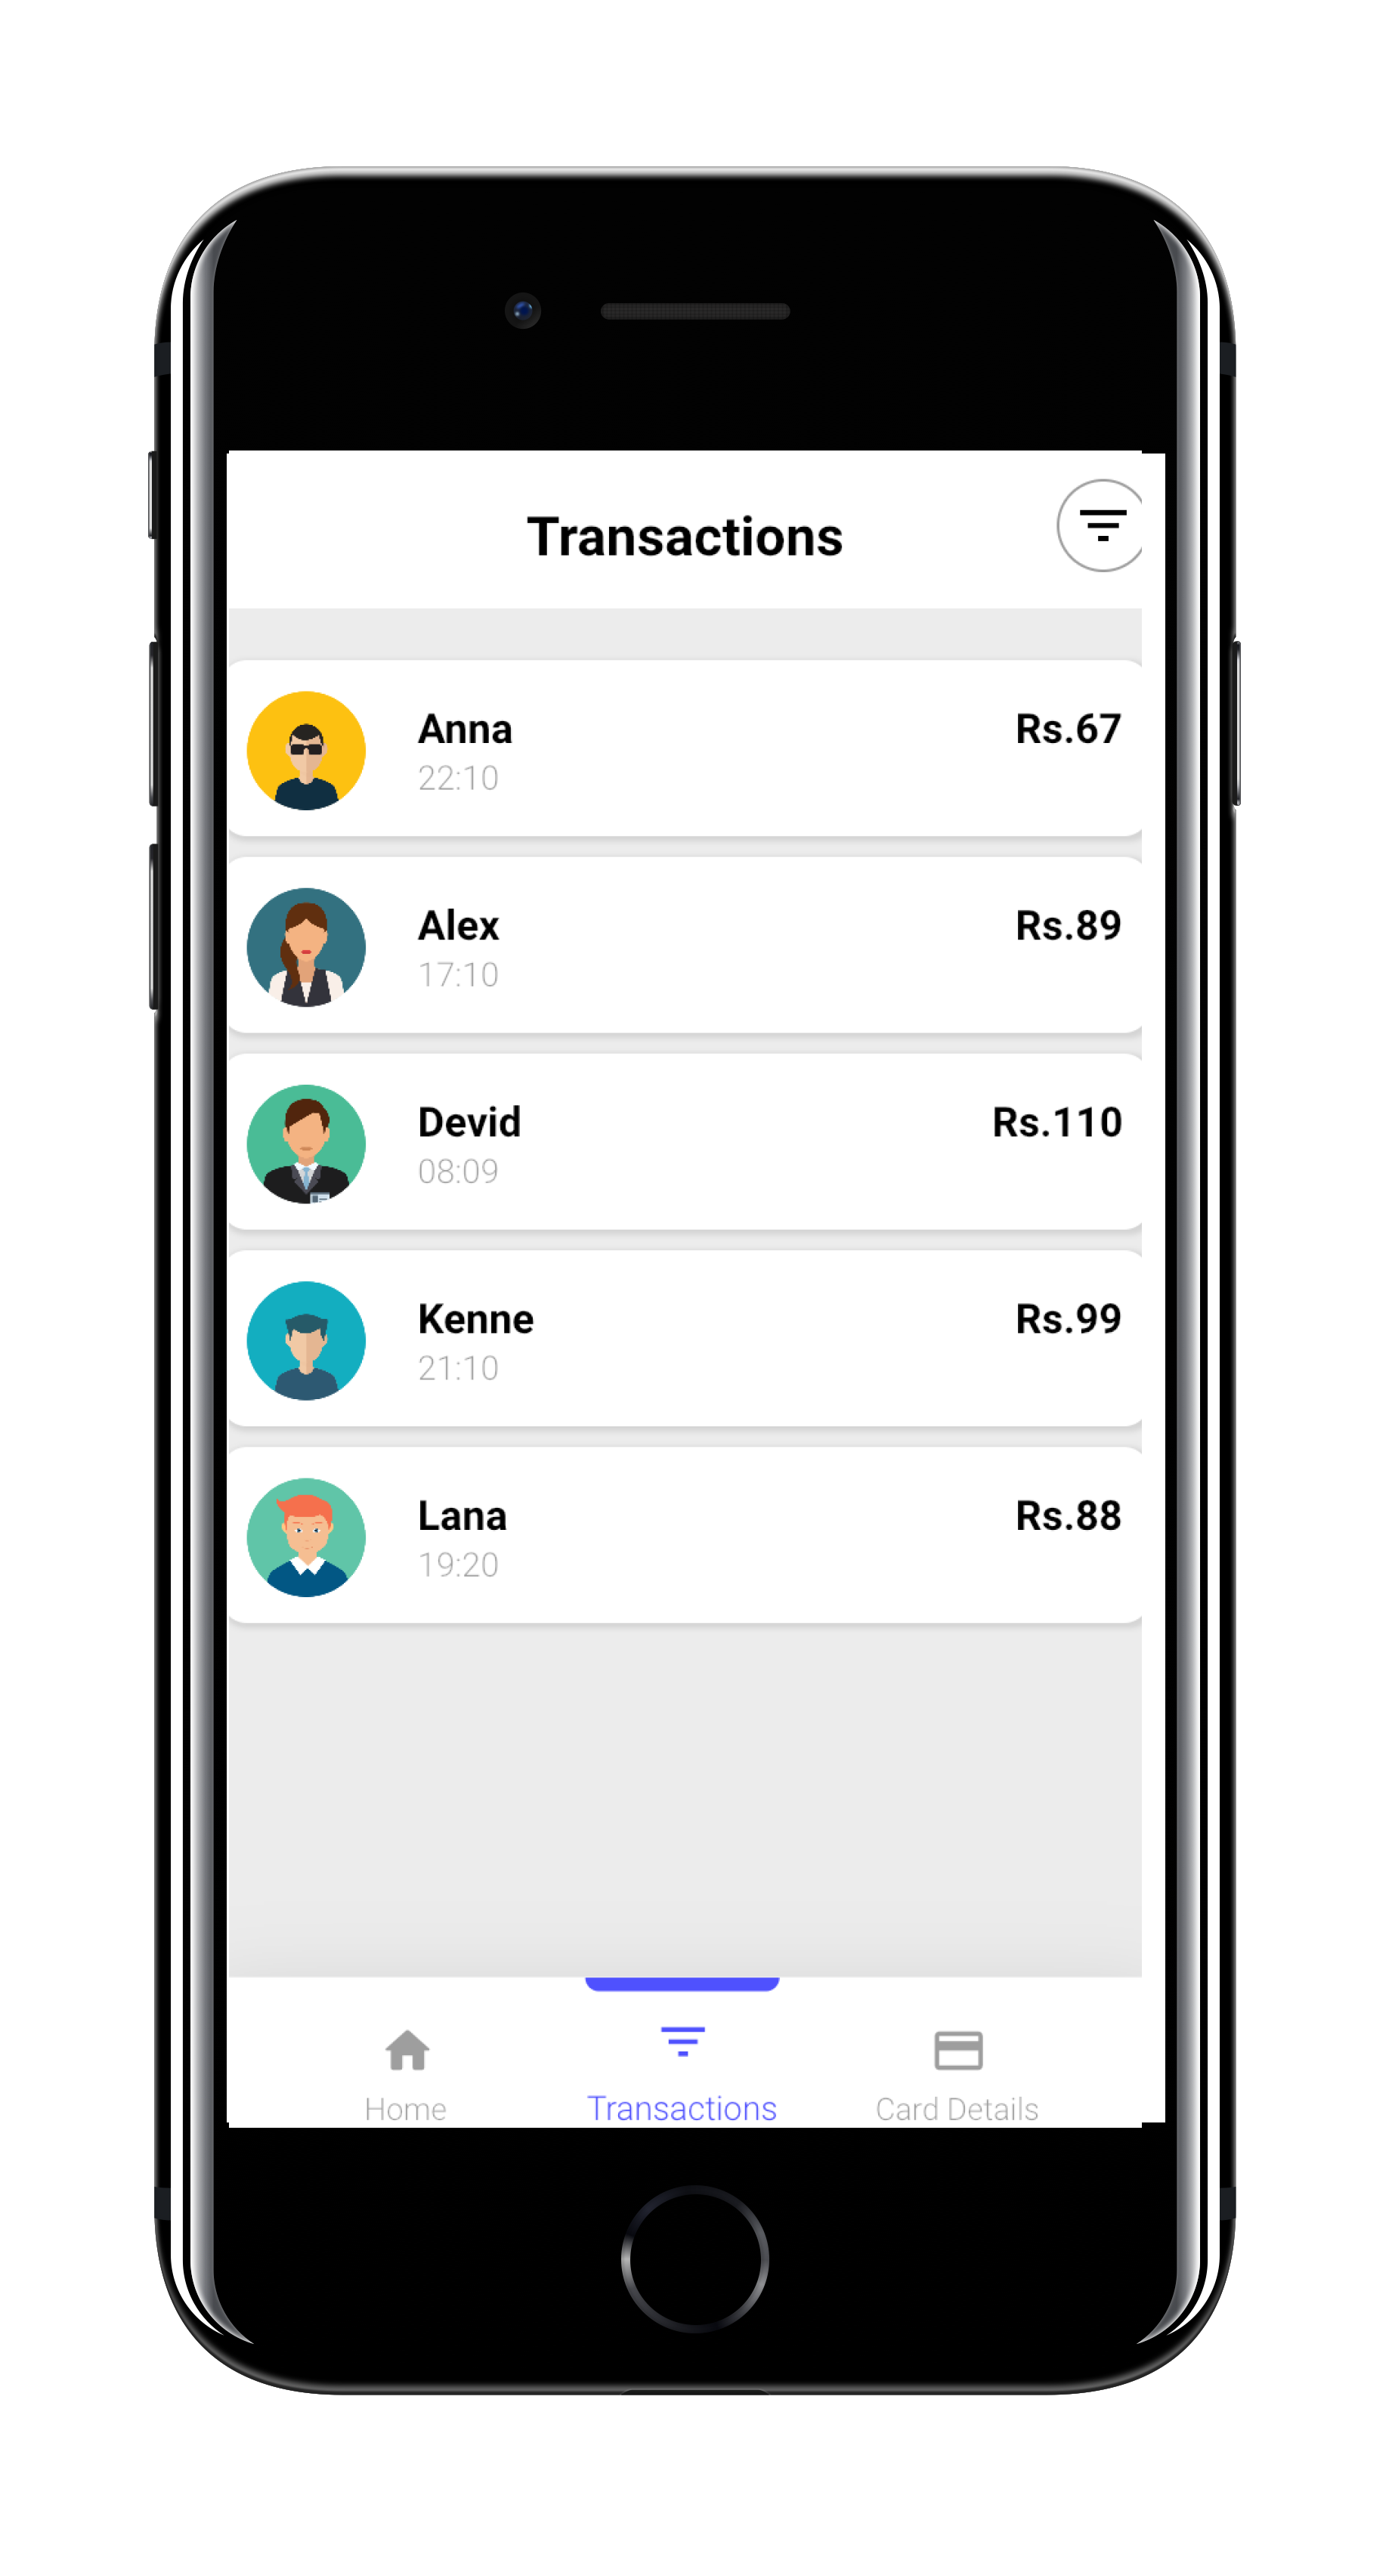 Transactions
Anna
Rs.67
22:10
Alex
Rs.89
17:10
Devid
Rs.110
08:09
Kenne
Rs.99
21:10
Lana
Rs.88
19:20
Home
Transactions
Card Details